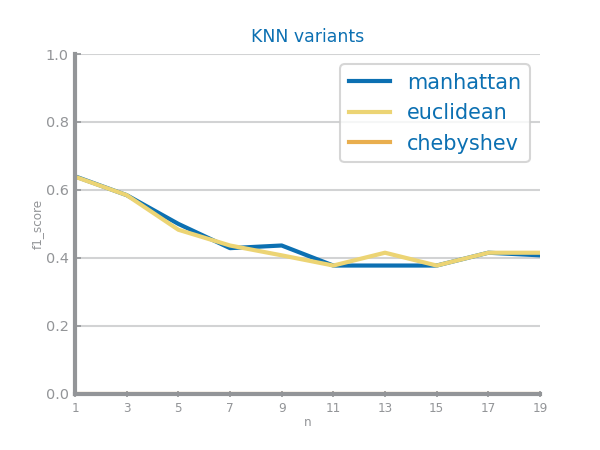 KNN variants
1.0
manhattan
euclidean
chebyshev
0.8
0.6
f1_score
0.4
0.2
0.0
1 3 5 7 9 11 13 15 17 19
n